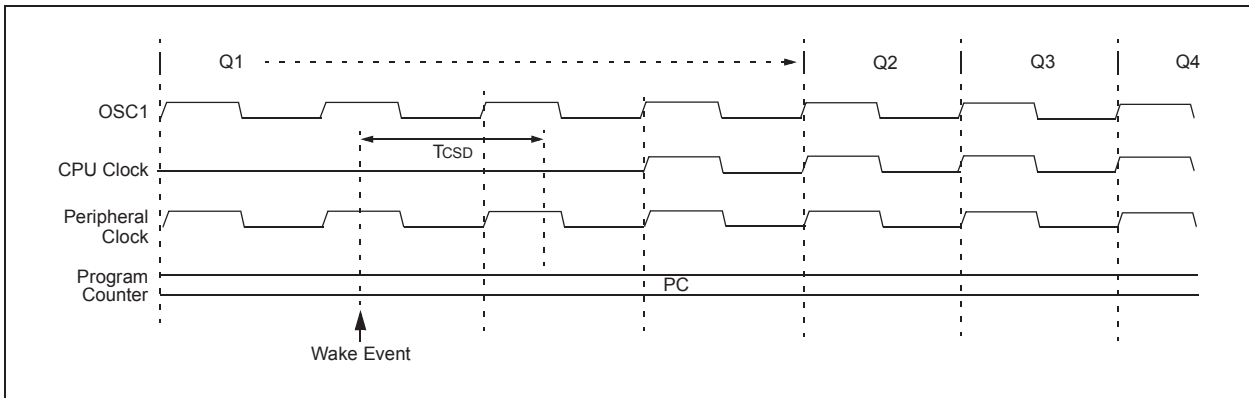 Q1
Q2
Q3
Q4
OSC1
TCSD
CPU Clock
Peripheral
Clock
Program
Counter
PC
Wake Event